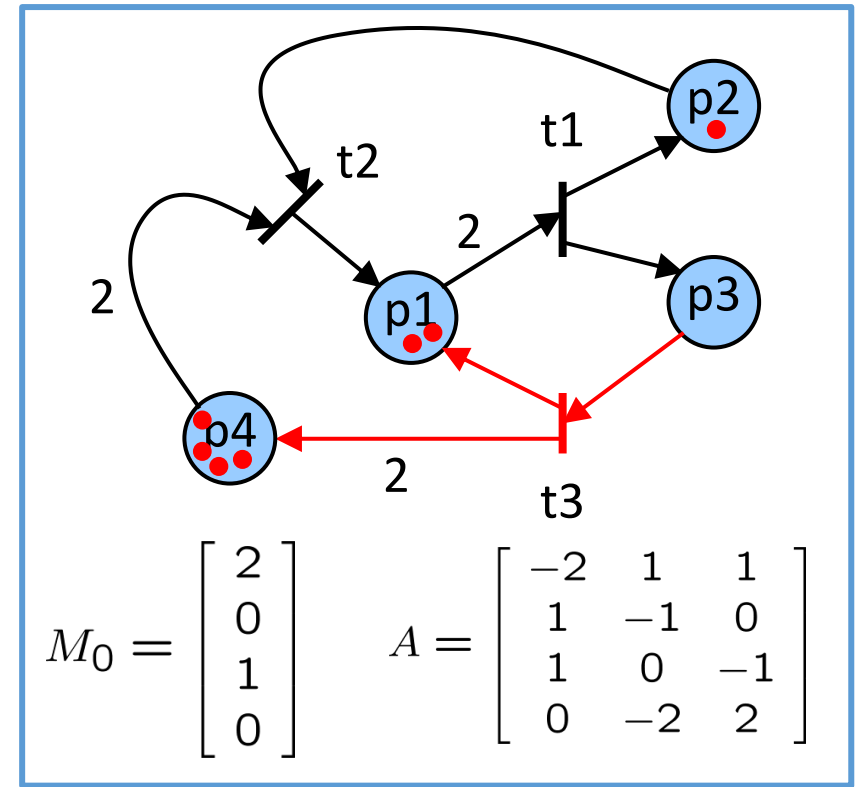 p2
t1
t2
2
2
p1
p3
p4
2
t3
M₀ = [ 2 0 1 0 ]
A = [ −2 1 1
1 −1 0
1 0 −1
0 −2 2 ]